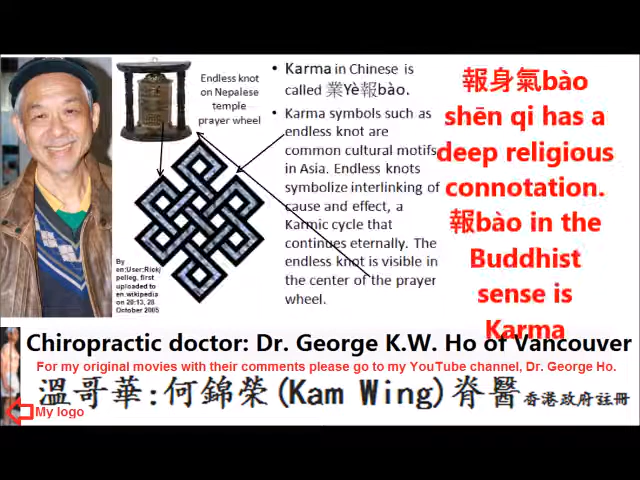 Endless knot
on Nepalese
temple
prayer wheel
• Karma in Chinese is
called 業Yè報bào.
• Karma symbols such as
endless knot are
common cultural motifs
in Asia. Endless knots
symbolize interlinking of
cause and effect, a
Karmic cycle that
continues eternally. The
endless knot is visible in
the center of the prayer
wheel.
By
en:User:Rickj
pelleg, first
uploaded to
en.wikipedia
on 20:13, 28
October 2005
報身氣bào
shēn qi has a
deep religious
connotation.
報bào in the
Buddhist
sense is
Karma
Chiropractic doctor: Dr. George K.W. Ho of Vancouver
For my original movies with their comments please go to my YouTube channel, Dr. George Ho.
溫哥華:何錦榮(Kam Wing)脊醫香港政府註冊
My logo